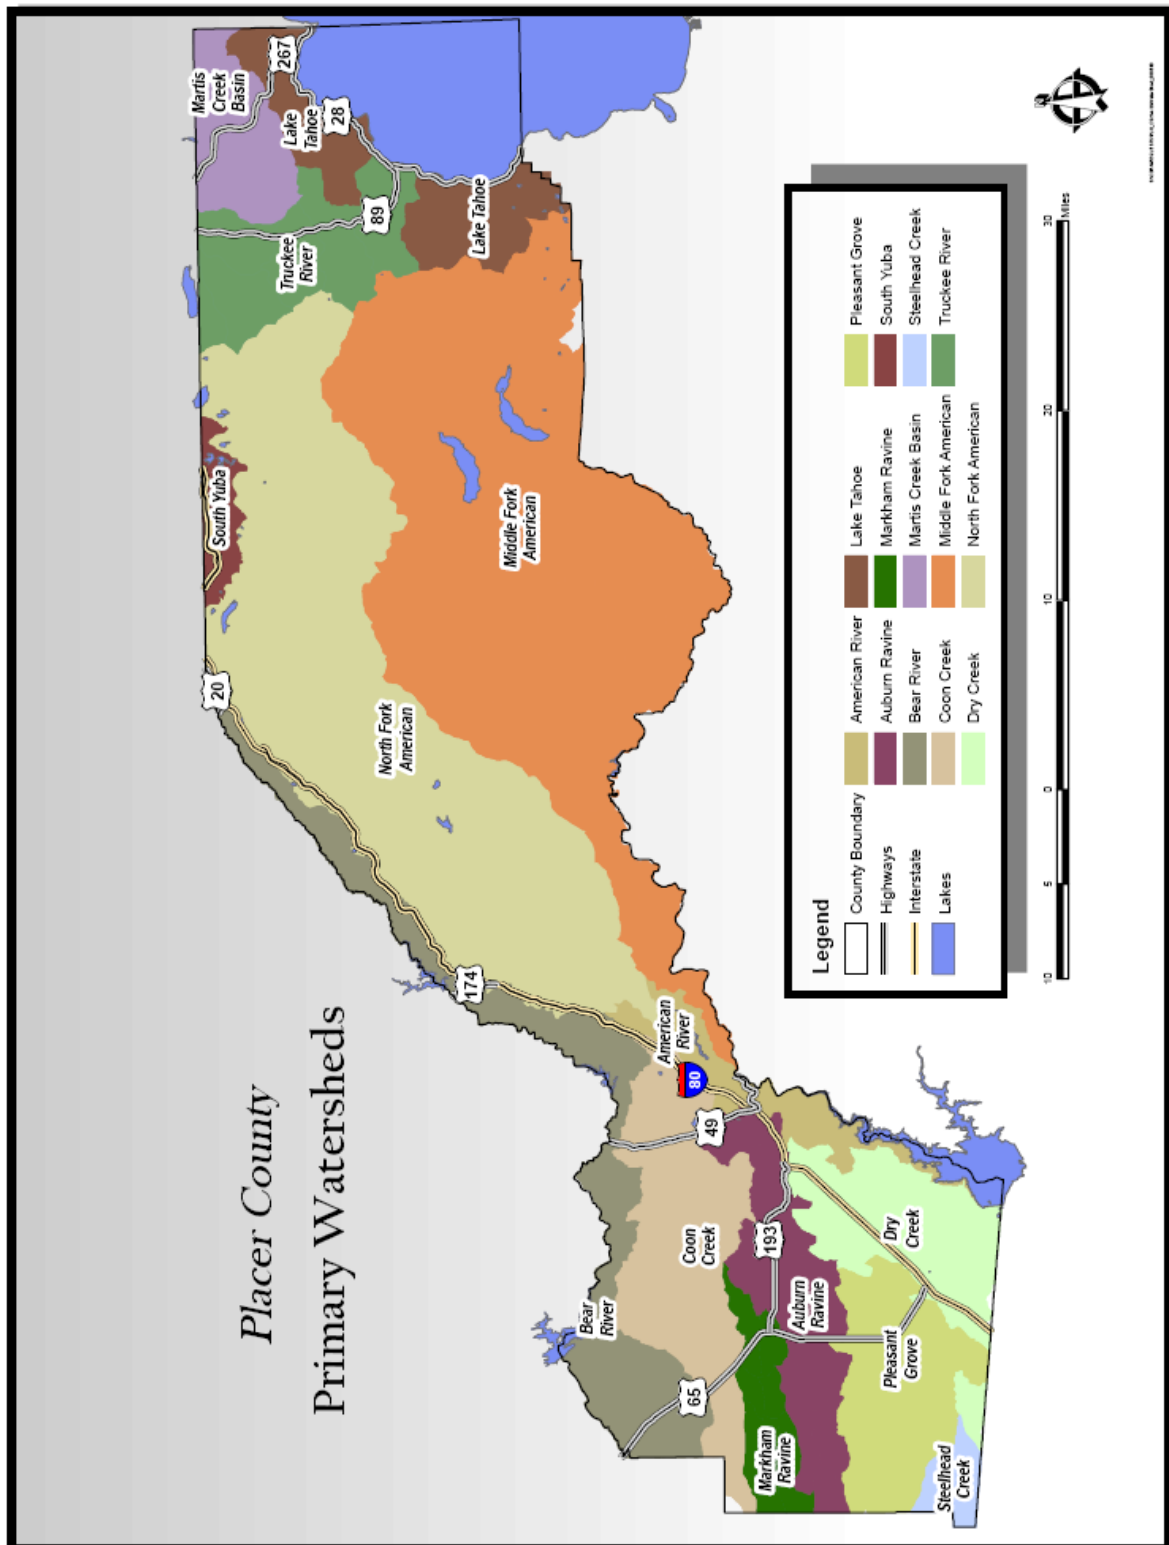 Placer County
Primary Watersheds
Martis
Creek
Basin
267
Lake
Tahoe
28
Lake Tahoe
89
Truckee
River
South Yuba
20
Middle Fork
American
North Fork
American
174
American
River
80
49
Coon
Creek
193
Dry
Creek
Bear
River
Auburn
Ravine
65
Pleasant
Grove
Markham
Ravine
Steelhead
Creek
Legend
County Boundary
Highways
Interstate
Lakes
American River
Auburn Ravine
Bear River
Coon Creek
Dry Creek
Lake Tahoe
Markham Ravine
Martis Creek Basin
Middle Fork American
North Fork American
Pleasant Grove
South Yuba
Steelhead Creek
Truckee River
10 5 0 10 20 30
Miles
N